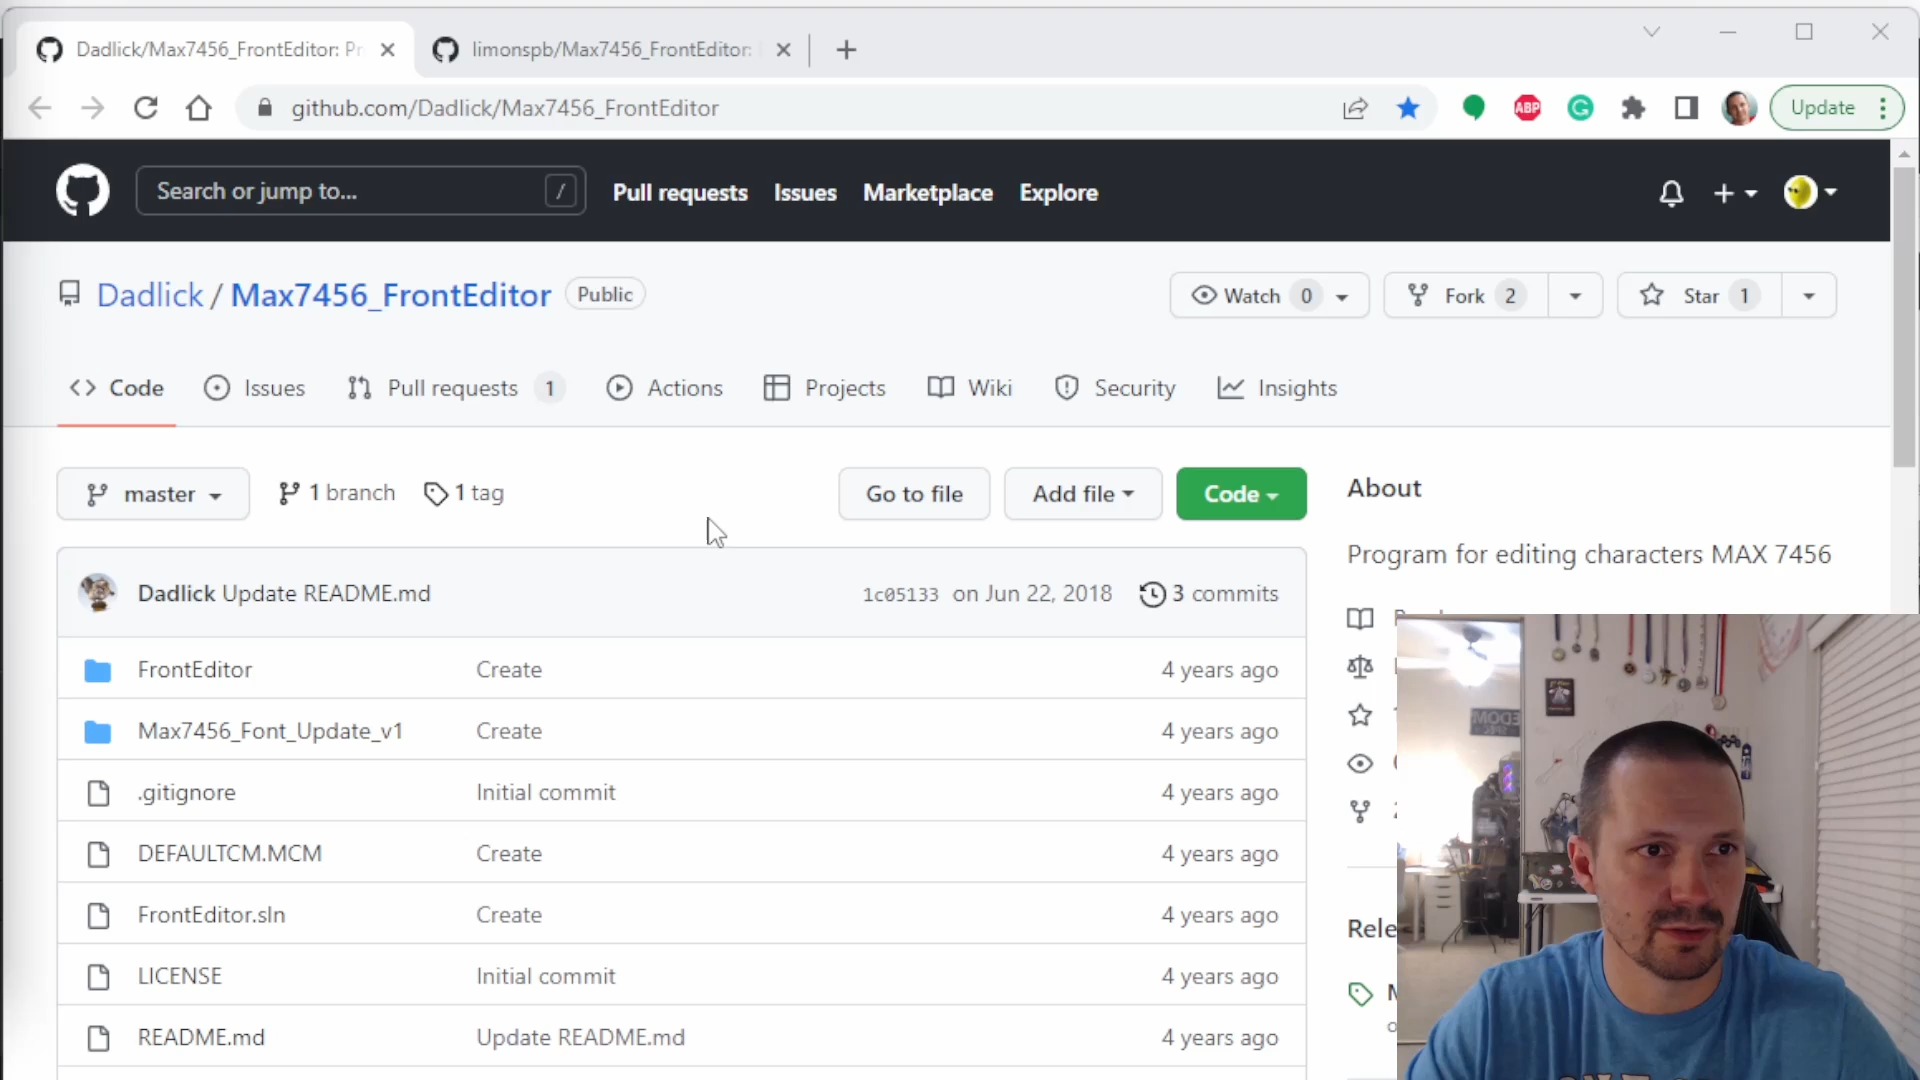 Dadlick/Max7456_FrontEditor: Pr
limonspb/Max7456_FrontEditor:
github.com/Dadlick/Max7456_FrontEditor
ABP
Update
Search or jump to...
/
Pull requests
Issues
Marketplace
Explore
Dadlick / Max7456_FrontEditor
Public
Watch 0
Fork 2
Star 1
Code
Issues
Pull requests 1
Actions
Projects
Wiki
Security
Insights
master
1 branch
1 tag
Go to file
Add file
Code
About
Program for editing characters MAX 7456
Dadlick Update README.md
1c05133 on Jun 22, 2018
3 commits
FrontEditor Create 4 years ago
Max7456_Font_Update_v1 Create 4 years ago
.gitignore Initial commit 4 years ago
DEFAULTCM.MCM Create 4 years ago
FrontEditor.sln Create 4 years ago
Rele
LICENSE Initial commit 4 years ago
README.md Update README.md 4 years ago